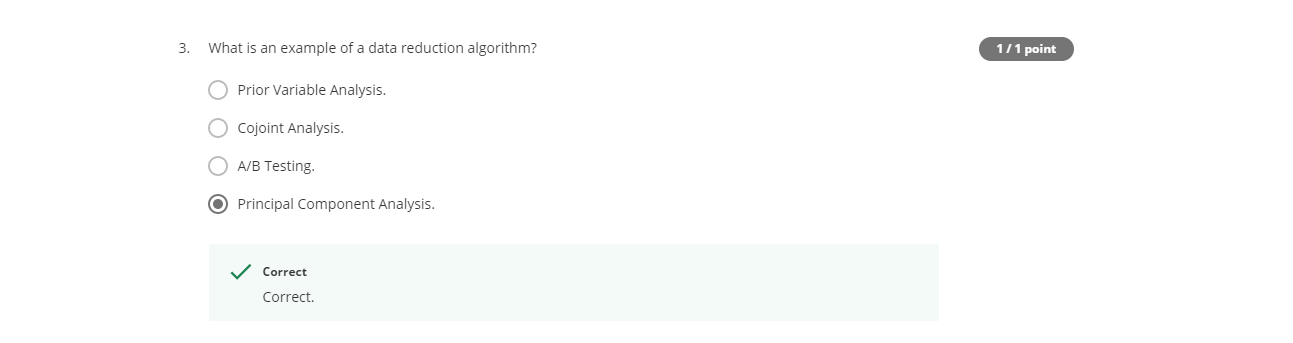 3. What is an example of a data reduction algorithm?
1 / 1 point
Prior Variable Analysis.
Cojoint Analysis.
A/B Testing.
Principal Component Analysis.
Correct
Correct.